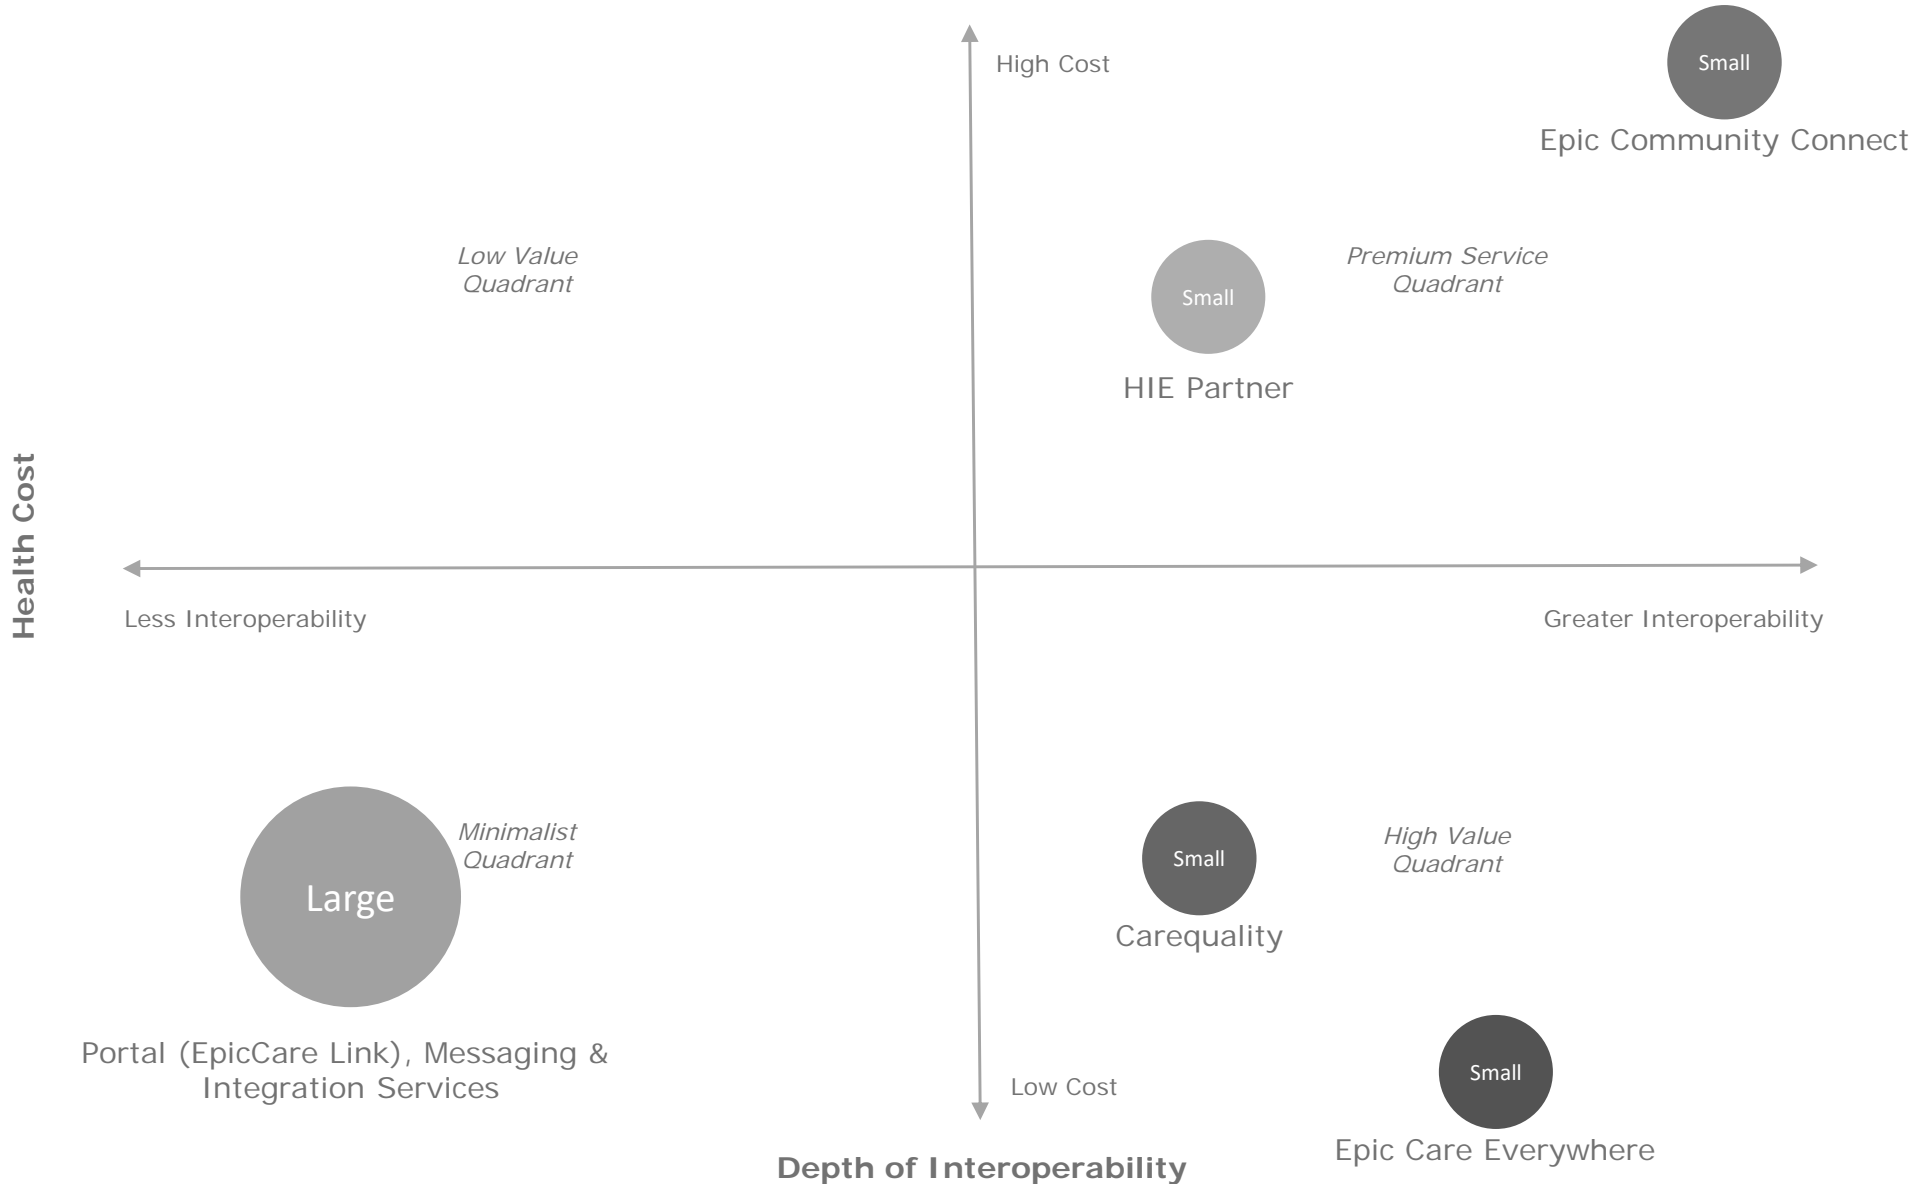 High Cost
Small
Epic Community Connect
Low Value
Quadrant
Premium Service
Quadrant
Small
HIE Partner
Health Cost
Less Interoperability
Greater Interoperability
Minimalist
Quadrant
Large
Portal (EpicCare Link), Messaging &
Integration Services
Small
Carequality
High Value
Quadrant
Low Cost
Small
Epic Care Everywhere
Depth of Interoperability